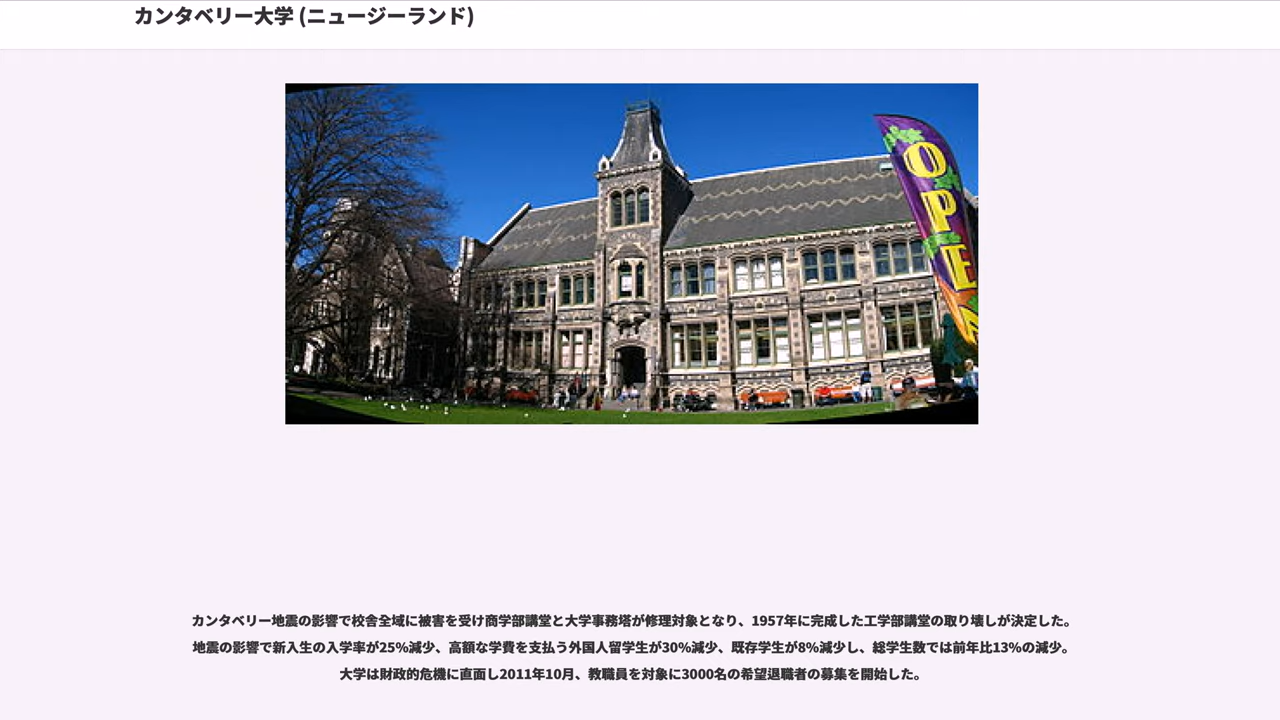 カンタベリー大学 (ニュージーランド)
OPEN
カンタベリー地震の影響で校舎全域に被害を受け商学部講堂と大学事務塔が修理対象となり、1957年に完成した工学部講堂の取り壊しが決定した。
地震の影響で新入生の入学率が25%減少、高額な学費を支払う外国人留学生が30%減少、既存学生が8%減少し、総学生数では前年比13%の減少。
大学は財政的危機に直面し2011年10月、教職員を対象に3000名の希望退職者の募集を開始した。